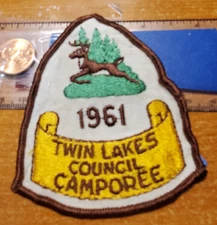 1961
TWIN LAKES
COUNCIL
CAMPOREE